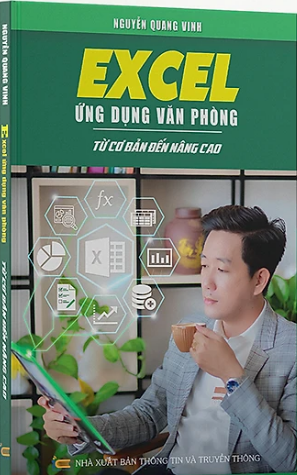 NGUYỄN QUANG VINH
EXCEL
ỨNG DỤNG VĂN PHÒNG
TỪ CƠ BẢN ĐẾN NÂNG CAO
fx
X
NHÀ XUẤT BẢN THÔNG TIN VÀ TRUYỀN THÔNG
NGUYỄN QUANG VINH
Excel ứng dụng văn phòng
TỪ CƠ BẢN ĐẾN NÂNG CAO